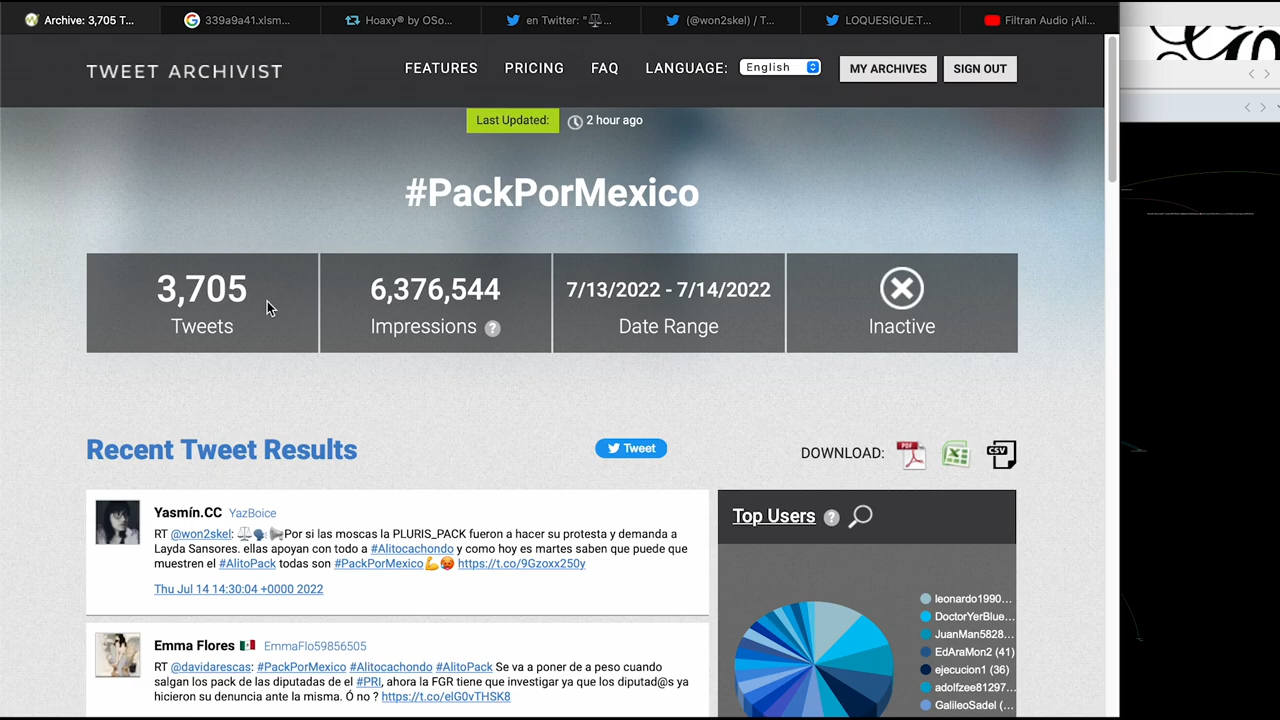 Archive: 3,705 T...
339a9a41.xlsm...
Hoaxy® by OSo...
en Twitter: "⚖️...
(@won2skel) / T...
LOQUESIGUE.T...
Filtran Audio ¡Ali...
TWEET ARCHIVIST
FEATURES
PRICING
FAQ
LANGUAGE:
English
MY ARCHIVES
SIGN OUT
Last Updated:
2 hour ago
#PackPorMexico
3,705
Tweets
6,376,544
Impressions ?
7/13/2022 - 7/14/2022
Date Range
Inactive
Recent Tweet Results
Tweet
DOWNLOAD:
PDF
CSV
Yasmín.CC YazBoice
RT @won2skel: ⚖️🗣️📢Por si las moscas la PLURIS_PACK fueron a hacer su protesta y demanda a
Layda Sansores. ellas apoyan con todo a #Alitocachondo y como hoy es martes saben que puede que
muestren el #AlitoPack todas son #PackPorMexico💪🥵 https://t.co/9Gzoxx250y
Thu Jul 14 14:30:04 +0000 2022
Emma Flores 🇲🇽 EmmaFlo59856505
RT @davidarescas: #PackPorMexico #Alitocachondo #AlitoPack Se va a poner de a peso cuando
salgan los pack de las diputadas de el #PRI, ahora la FGR tiene que investigar ya que los diputad@s ya
hicieron su denuncia ante la misma. Ó no ? https://t.co/elG0vTHSK8
Top Users ?
leonardo1990...
DoctorYerBlue...
JuanMan5828...
EdAraMon2 (41)
ejecucion1 (36)
adolfzee81297...
GalileoSadel (...